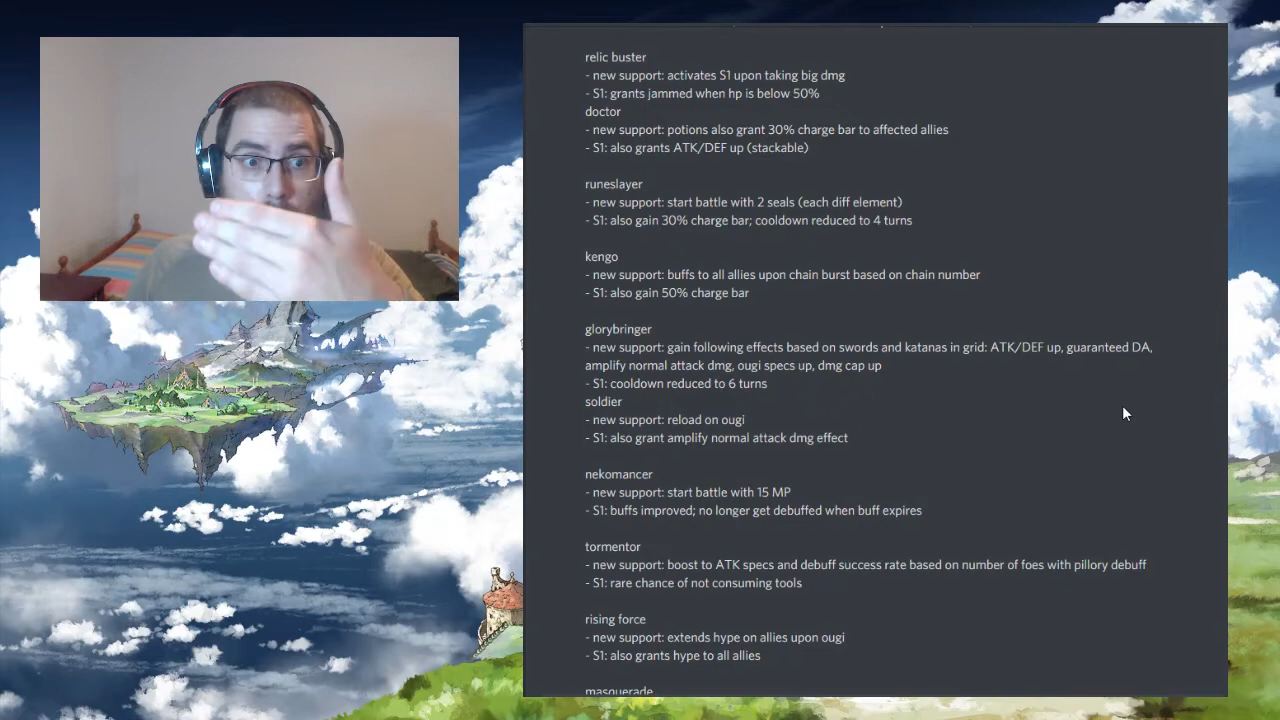 relic buster
- new support: activates S1 upon taking big dmg
- S1: grants jammed when hp is below 50%
doctor
- new support: potions also grant 30% charge bar to affected allies
- S1: also grants ATK/DEF up (stackable)
runeslayer
- new support: start battle with 2 seals (each diff element)
- S1: also gain 30% charge bar; cooldown reduced to 4 turns
kengo
- new support: buffs to all allies upon chain burst based on chain number
- S1: also gain 50% charge bar
glorybringer
- new support: gain following effects based on swords and katanas in grid: ATK/DEF up, guaranteed DA,
amplify normal attack dmg, ougi specs up, dmg cap up
- S1: cooldown reduced to 6 turns
soldier
- new support: reload on ougi
- S1: also grant amplify normal attack dmg effect
nekomancer
- new support: start battle with 15 MP
- S1: buffs improved; no longer get debuffed when buff expires
tormentor
- new support: boost to ATK specs and debuff success rate based on number of foes with pillory debuff
- S1: rare chance of not consuming tools
rising force
- new support: extends hype on allies upon ougi
- S1: also grants hype to all allies
masquerade